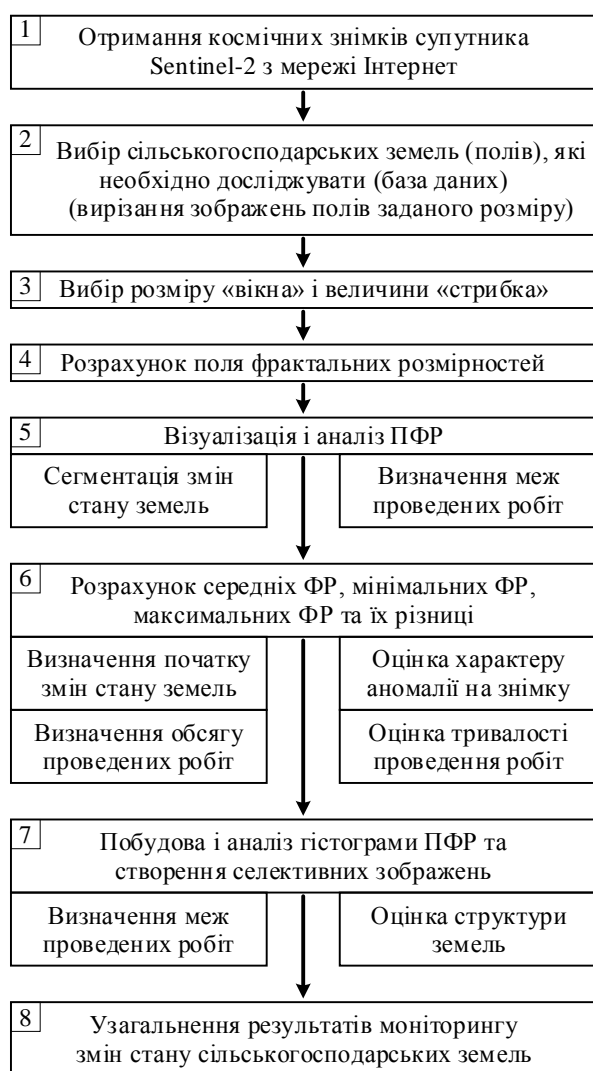 1
Отримання космічних знімків супутника
Sentinel-2 з мережі Інтернет
2
Вибір сільськогосподарських земель (полів), які
необхідно досліджувати (база даних)
(вирізання зображень полів заданого розміру)
3
Вибір розміру «вікна» і величини «стрибка»
4
Розрахунок поля фрактальних розмірностей
5
Візуалізація і аналіз ПФР
Сегментація змін
стану земель
Визначення меж
проведених робіт
6
Розрахунок середніх ФР, мінімальних ФР,
максимальних ФР та їх різниці
Визначення початку
змін стану земель
Оцінка характеру
аномалії на знімку
Визначення обсягу
проведених робіт
Оцінка тривалості
проведення робіт
7
Побудова і аналіз гістограми ПФР та
створення селективних зображень
Визначення меж
проведених робіт
Оцінка структури
земель
8
Узагальнення результатів моніторингу
змін стану сільськогосподарських земель